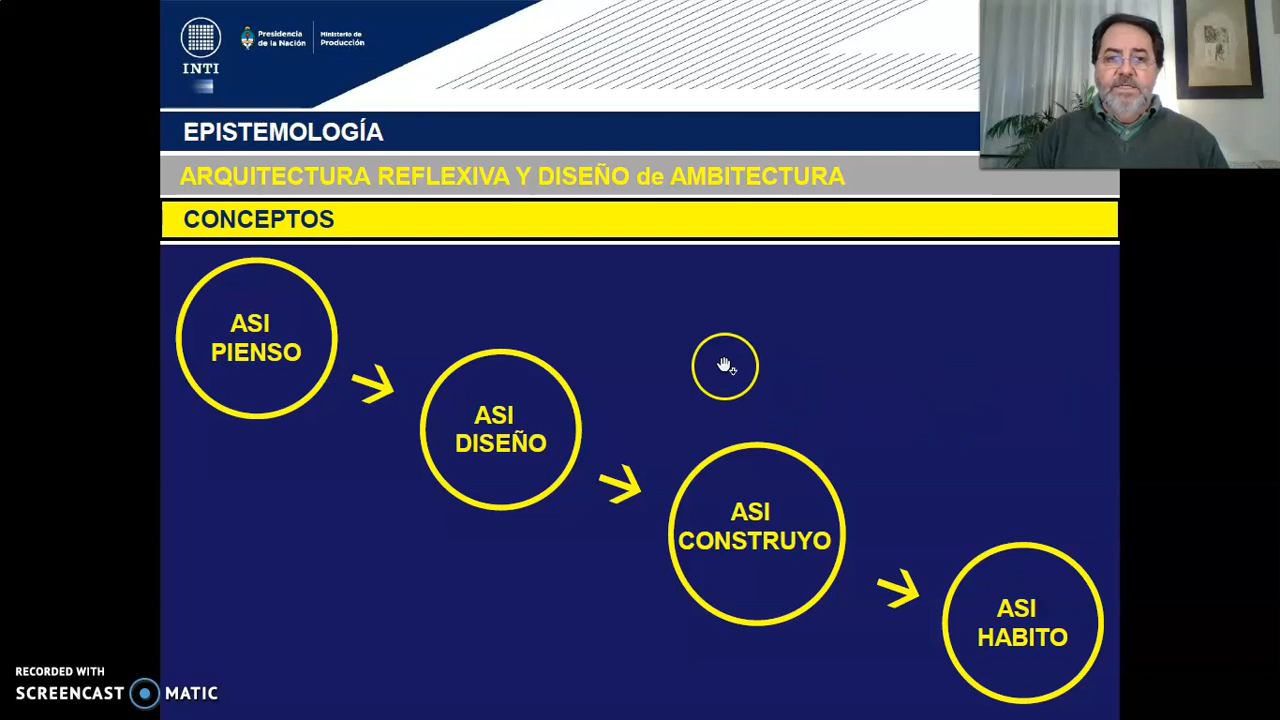 INTI
Presidencia
de la Nación
Ministerio de
Producción
EPISTEMOLOGÍA
ARQUITECTURA REFLEXIVA Y DISEÑO de AMBITECTURA
CONCEPTOS
ASI
PIENSO
ASI
DISEÑO
ASI
CONSTRUYO
ASI
HABITO
RECORDED WITH
SCREENCAST MATIC